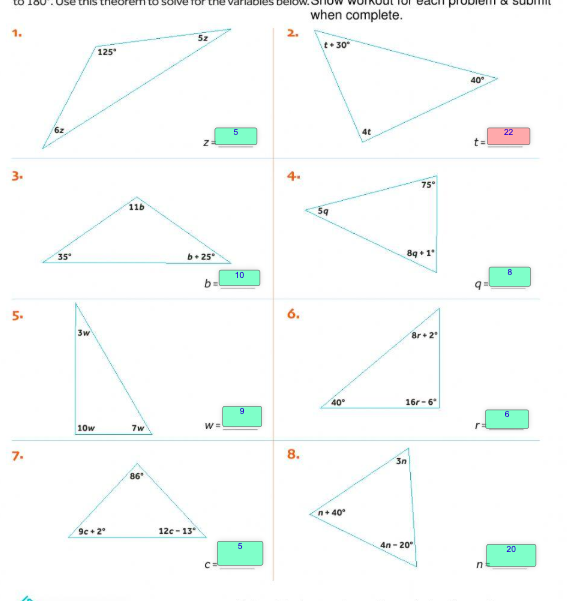 to 180°. Use this theorem to solve for the variables below. Show workout for each problem & submit
when complete.
1.
5z
125°
6z
z= 5
2.
t + 30°
40°
4t
t= 22
3.
11b
35°
b + 25°
b= 10
4.
75°
5q
8q + 1°
q= 8
5.
3w
10w
7w
w= 9
6.
8r + 2°
40°
16r – 6°
r= 6
7.
86°
9c + 2°
12c – 13°
c= 5
8.
3n
n + 40°
4n – 20°
n= 20